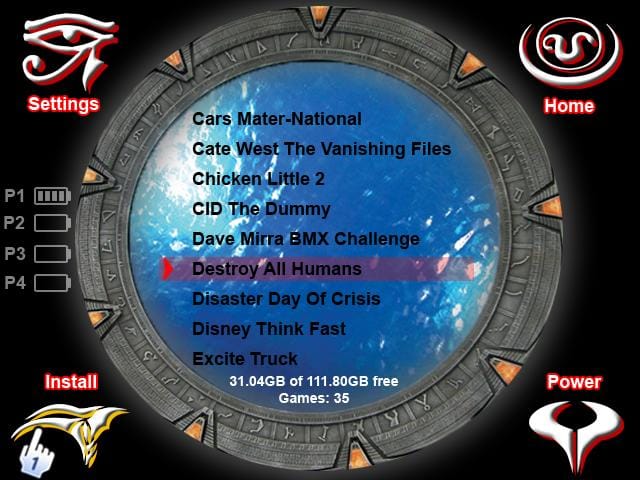 Settings
Home
Cars Mater-National
Cate West The Vanishing Files
Chicken Little 2
CID The Dummy
Dave Mirra BMX Challenge
Destroy All Humans
Disaster Day Of Crisis
Disney Think Fast
Excite Truck
P1
P2
P3
P4
31.04GB of 111.80GB free
Games: 35
Install
Power
1